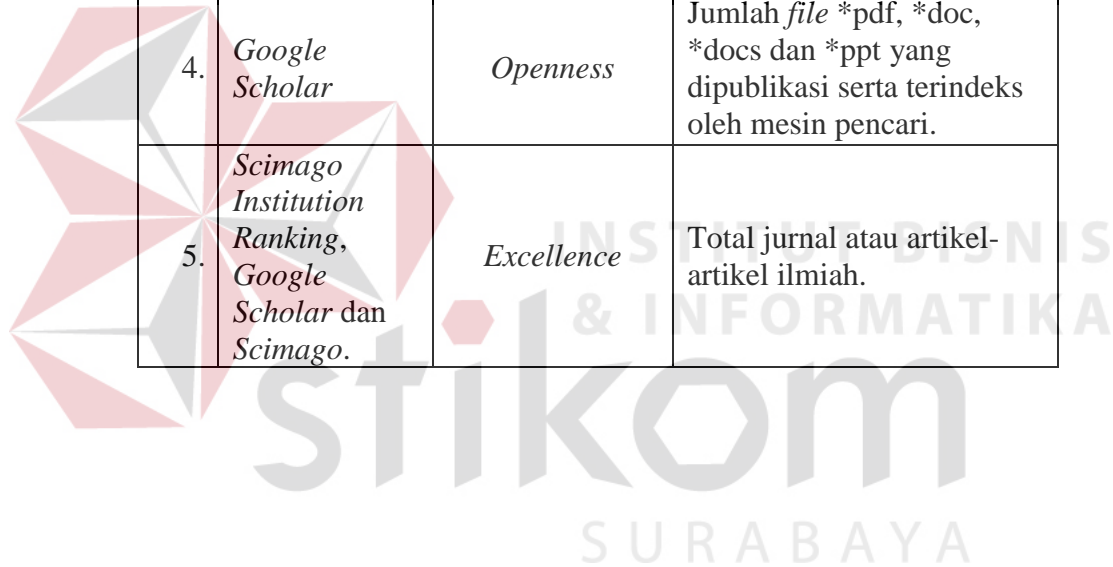 Jumlah file *pdf, *doc,
4. Google Scholar Openness *docs dan *ppt yang
dipublikasi serta terindeks
oleh mesin pencari.
Scimago
Institution
Ranking,
5. Google Excellence Total jurnal atau artikel-
Scholar dan artikel ilmiah.
Scimago.
INSTITUT BISNIS
& INFORMATIKA
stikom
SURABAYA